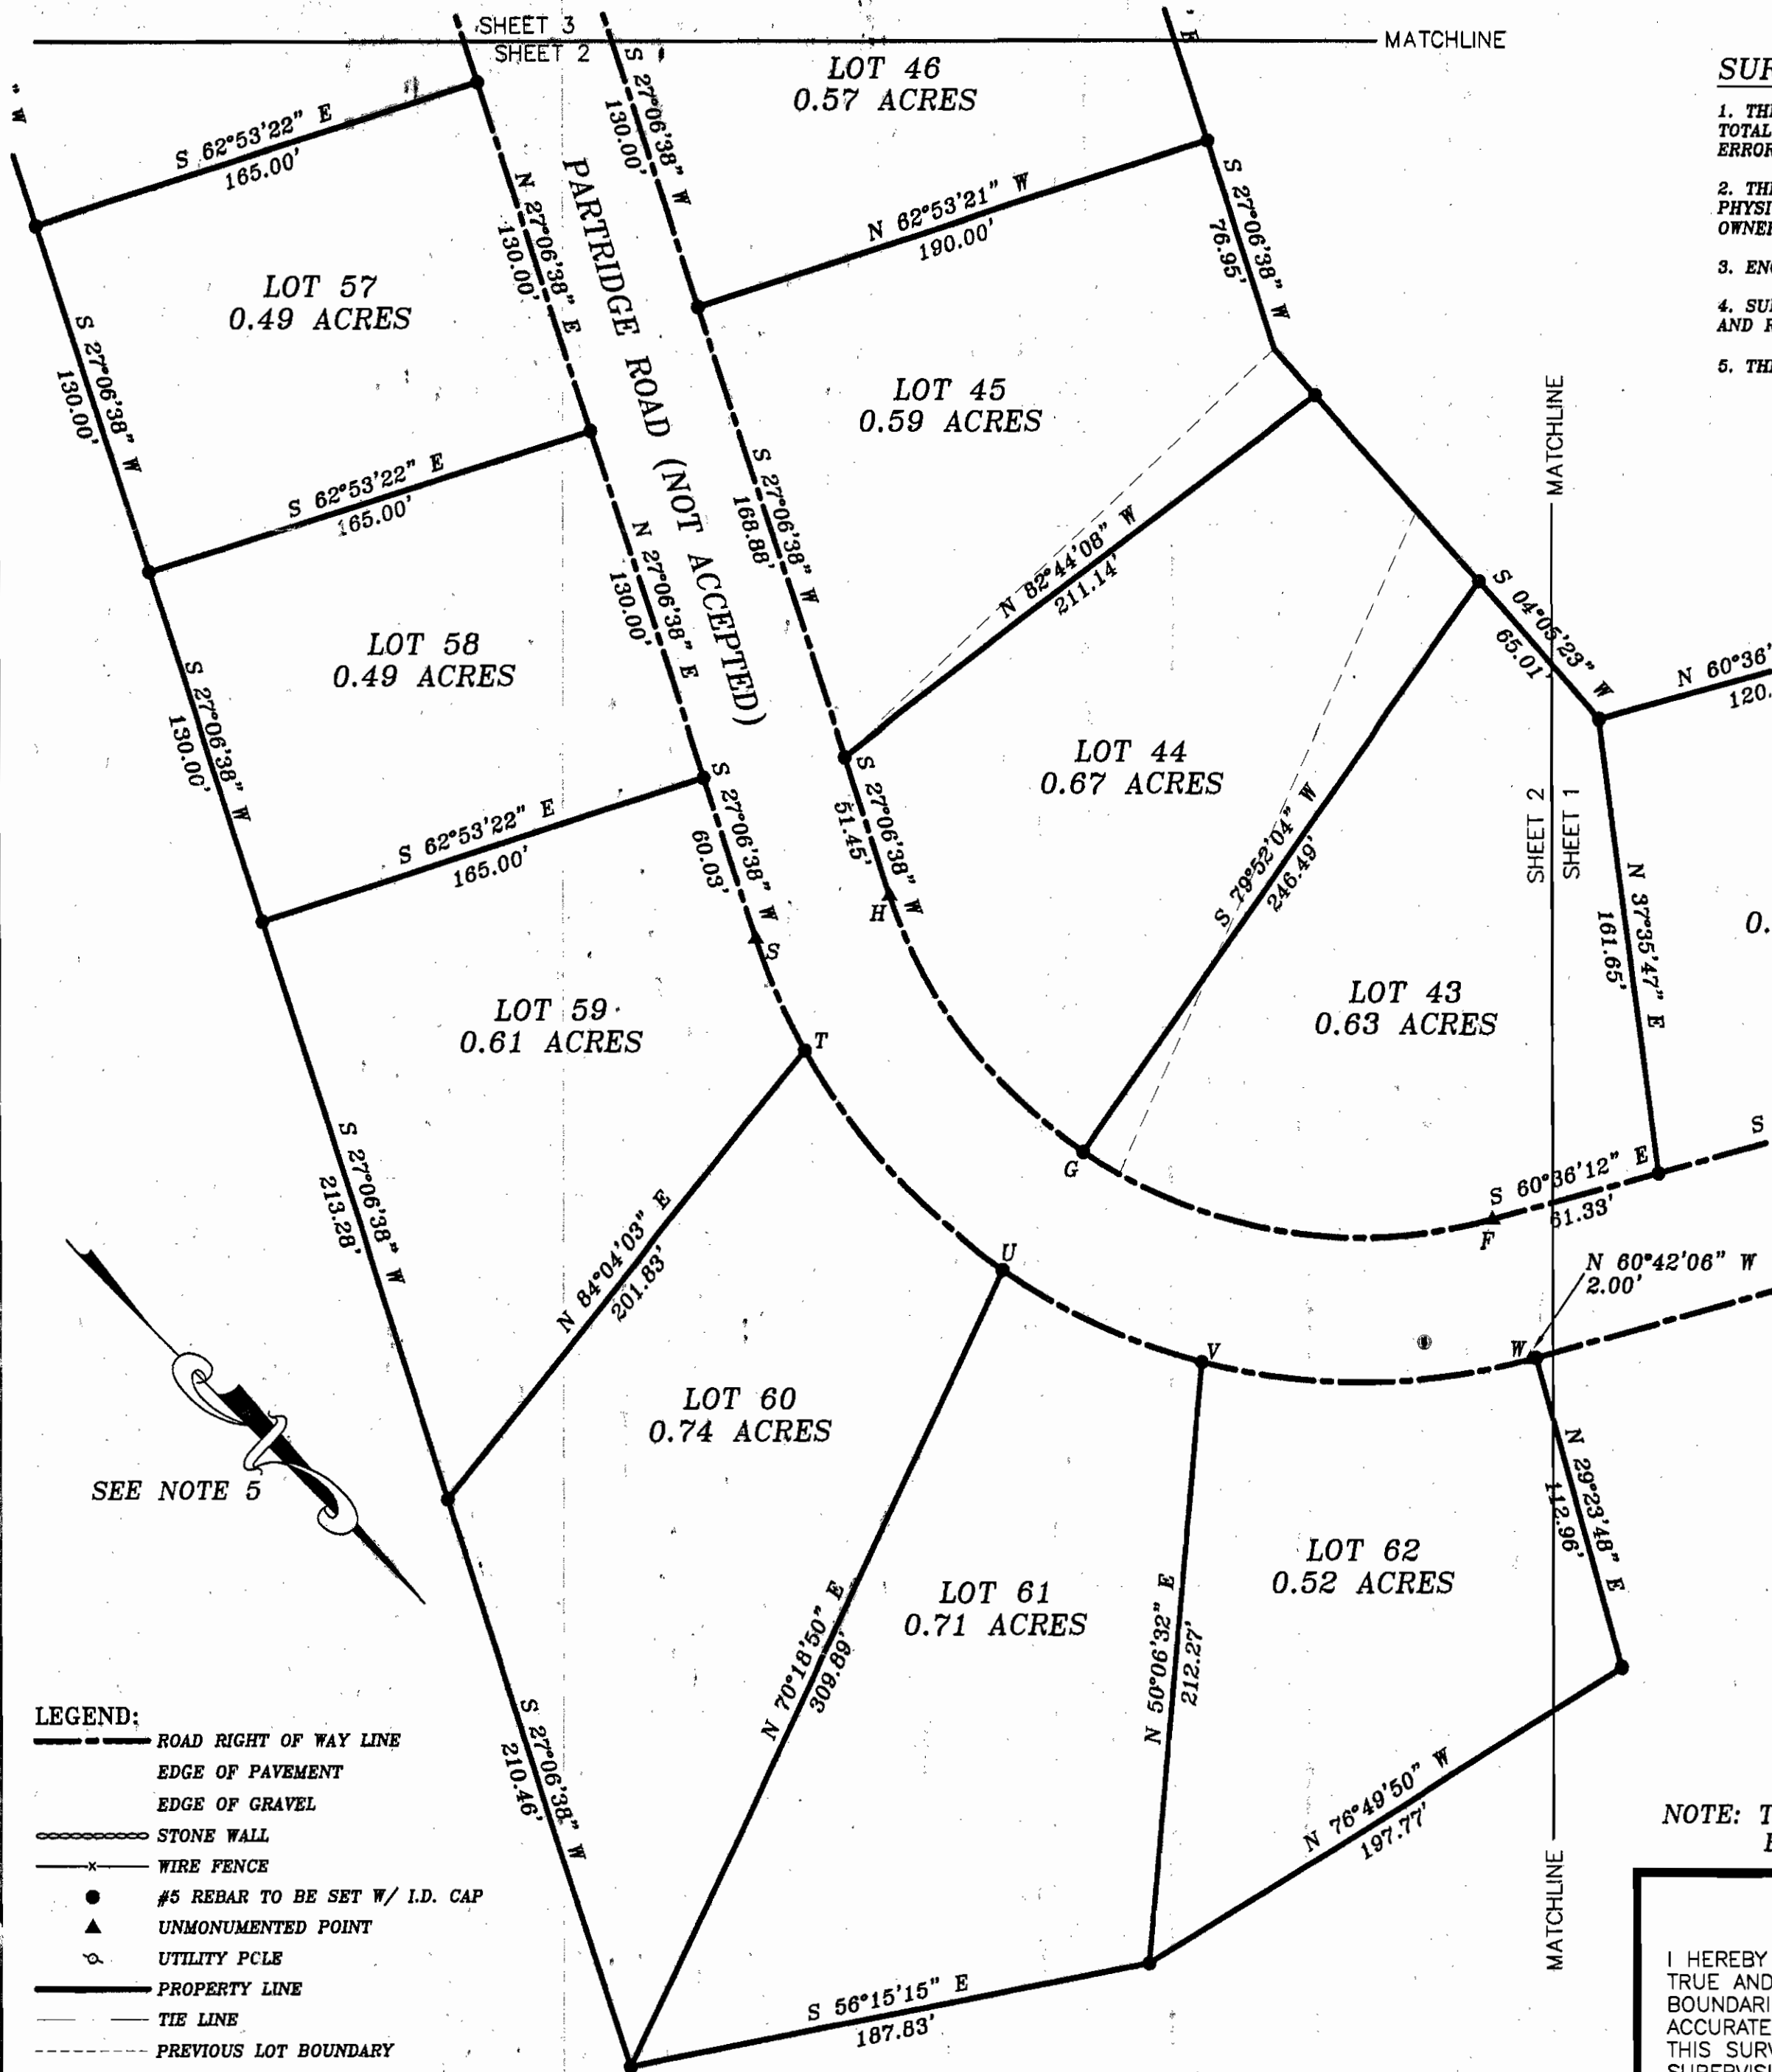 SHEET 3
SHEET 2
MATCHLINE
" W
" E
S 27°06'38" W
130.00'
LOT 46
0.57 ACRES
SUR
1. THE
TOTAL
ERROR
2. THE
PHYSI
OWNER
3. ENC
4. SUR
AND R
5. THE
S 62°53'22" E
165.00'
N 27°06'38" E
130.00'
PARTRIDGE ROAD (NOT ACCEPTED)
N 62°53'21" W
190.00'
S 27°06'38" W
76.95'
LOT 57
0.49 ACRES
S 27°06'38" W
130.00'
LOT 45
0.59 ACRES
MATCHLINE
S 62°53'22" E
165.00'
S 27°06'38" W
168.88'
N 82°44'08" W
211.14'
N 27°06'38" E
130.00'
S 04°05'23" W
65.01'
N 60°36'
120.
LOT 58
0.49 ACRES
S 27°06'38" W
130.00'
LOT 44
0.67 ACRES
S 27°06'38" W
51.45'
S 27°06'38" W
60.03'
S 62°53'22" E
165.00'
S 79°52'04" W
246.49'
SHEET 2
SHEET 1
H
S
N 37°35'47" E
161.65'
0.
LOT 59
0.61 ACRES
LOT 43
0.63 ACRES
T
G
S 27°06'38" W
213.28'
S
S 60°36'12" E
61.33'
F
N 84°04'03" E
201.83'
U
N 60°42'06" W
2.00'
V
W
LOT 60
0.74 ACRES
SEE NOTE 5
N 29°23'48" E
112.96'
LOT 62
0.52 ACRES
LOT 61
0.71 ACRES
N 70°18'50" E
309.89'
N 50°06'32" E
212.27'
S 27°06'38" W
210.46'
N 76°49'50" W
197.77'
S 56°15'15" E
187.83'
MATCHLINE
LEGEND:
ROAD RIGHT OF WAY LINE
EDGE OF PAVEMENT
EDGE OF GRAVEL
STONE WALL
x WIRE FENCE
#5 REBAR TO BE SET W/ I.D. CAP
UNMONUMENTED POINT
UTILITY POLE
PROPERTY LINE
TIE LINE
PREVIOUS LOT BOUNDARY
NOTE: T
I HEREBY
TRUE AND
BOUNDARI
ACCURATE
THIS SURV
SUPERVISI